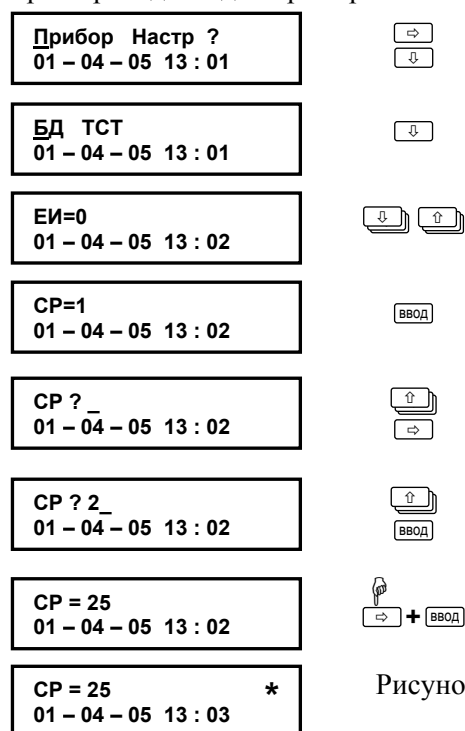 Прибор Настр ?
01 – 04 – 05 13 : 01
⇨
⇩
БД ТСТ
01 – 04 – 05 13 : 01
⇩
ЕИ=0
01 – 04 – 05 13 : 02
⇩ ⇧
СР=1
01 – 04 – 05 13 : 02
ВВОД
СР ? _
01 – 04 – 05 13 : 02
⇧
⇨
СР ? 2_
01 – 04 – 05 13 : 02
⇧
ВВОД
СР = 25
01 – 04 – 05 13 : 02
⇨ + ВВОД
СР = 25 *
01 – 04 – 05 13 : 03
Рисуно